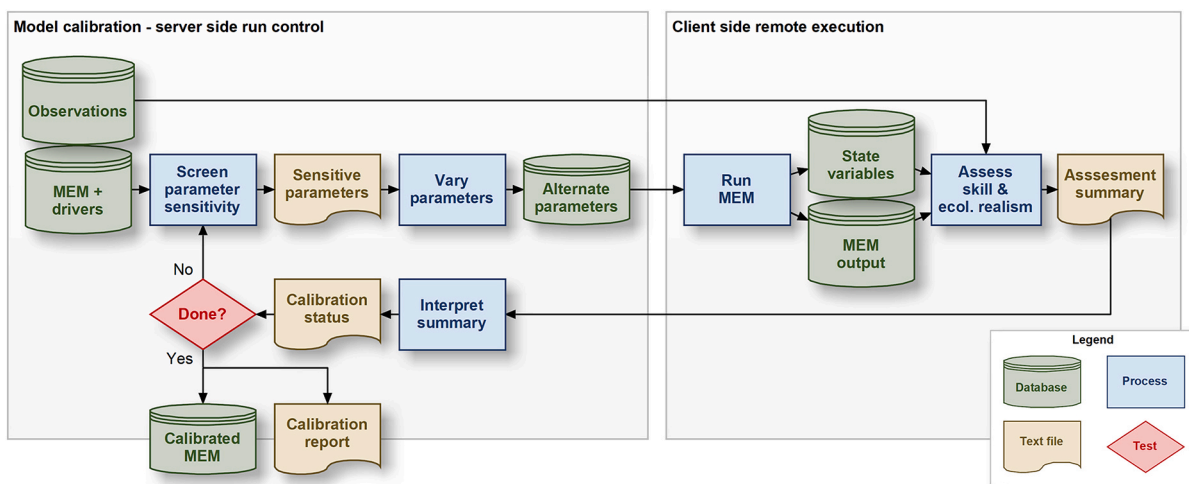 Model calibration - server side run control
Client side remote execution
Observations
MEM +
drivers
Screen
parameter
sensitivity
Sensitive
parameters
Vary
parameters
Alternate
parameters
Run
MEM
State
variables
MEM
output
Assess
skill &
ecol. realism
Asssesment
summary
No
Done?
Yes
Calibration
status
Interpret
summary
Calibrated
MEM
Calibration
report
Legend
Database
Process
Text file
Test